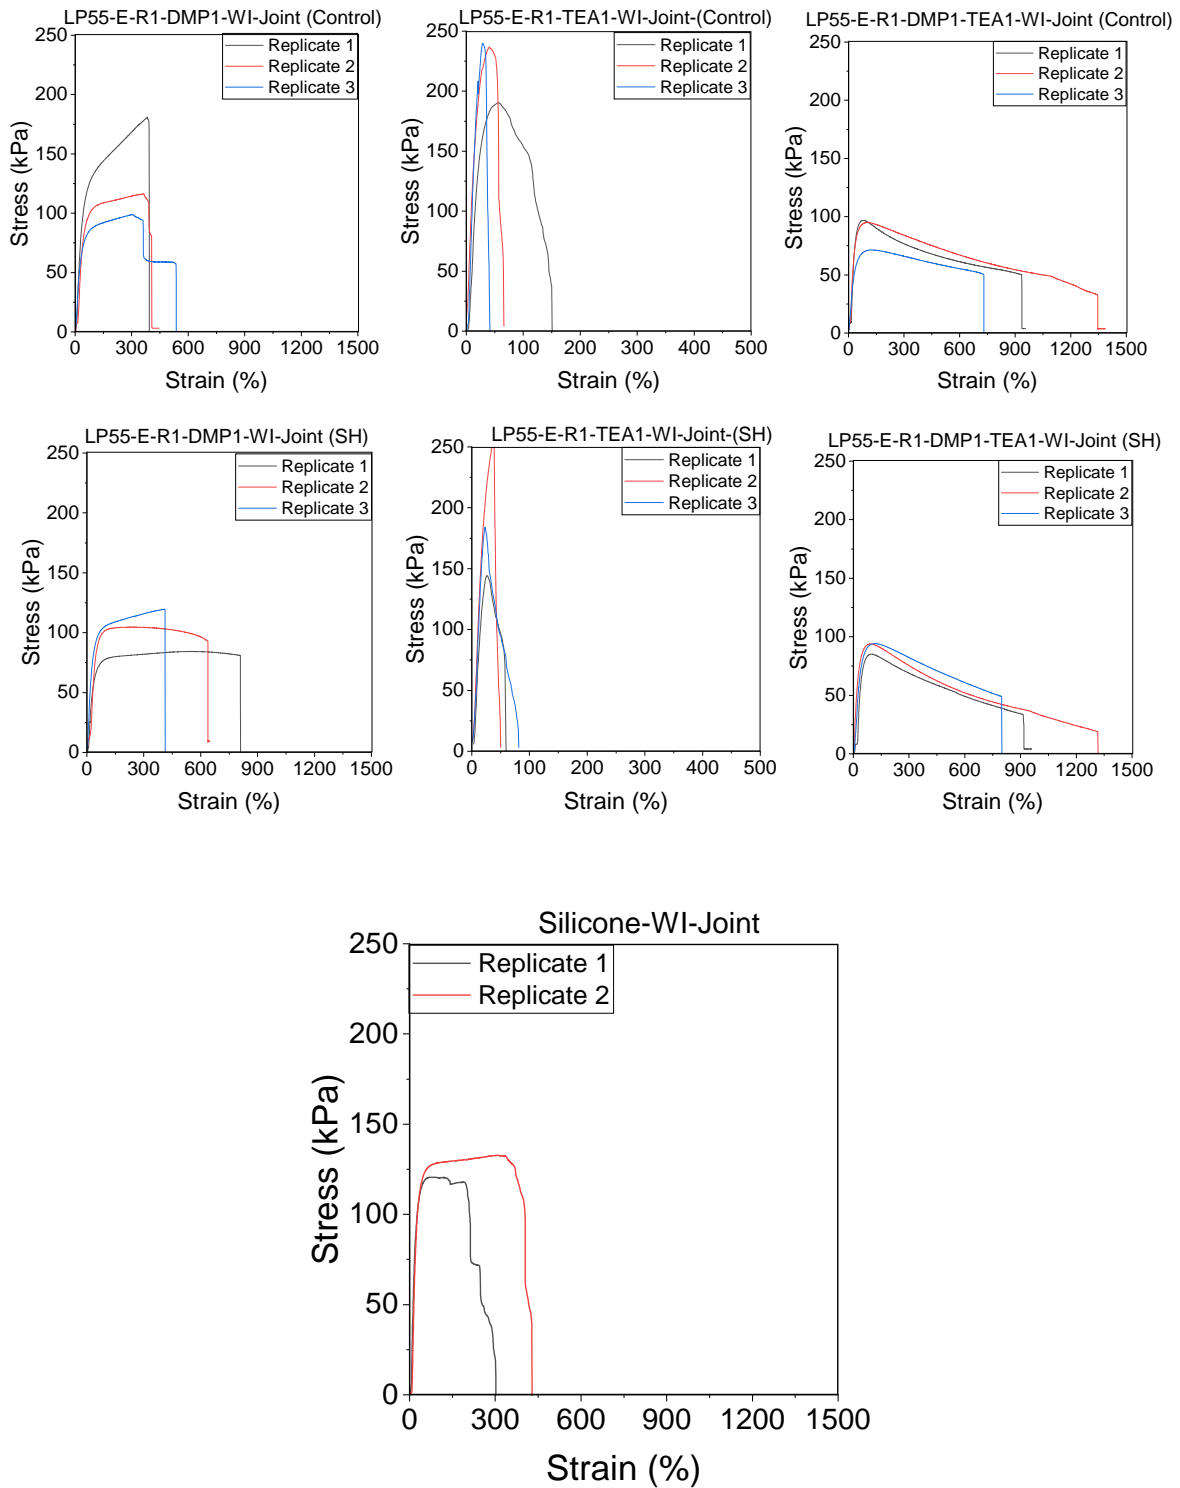 LP55-E-R1-DMP1-WI-Joint (Control)
250
200
150
100
50
0
Stress (kPa)
Replicate 1
Replicate 2
Replicate 3
0 300 600 900 1200 1500
Strain (%)
LP55-E-R1-TEA1-WI-Joint-(Control)
250
200
150
100
50
0
Stress (kPa)
Replicate 1
Replicate 2
Replicate 3
0 100 200 300 400 500
Strain (%)
LP55-E-R1-DMP1-TEA1-WI-Joint (Control)
250
200
150
100
50
0
Stress (kPa)
Replicate 1
Replicate 2
Replicate 3
0 300 600 900 1200 1500
Strain (%)
LP55-E-R1-DMP1-WI-Joint (SH)
250
200
150
100
50
0
Stress (kPa)
Replicate 1
Replicate 2
Replicate 3
0 300 600 900 1200 1500
Strain (%)
LP55-E-R1-TEA1-WI-Joint-(SH)
250
200
150
100
50
0
Stress (kPa)
Replicate 1
Replicate 2
Replicate 3
0 100 200 300 400 500
Strain (%)
LP55-E-R1-DMP1-TEA1-WI-Joint (SH)
250
200
150
100
50
0
Stress (kPa)
Replicate 1
Replicate 2
Replicate 3
0 300 600 900 1200 1500
Strain (%)
Silicone-WI-Joint
250
200
150
100
50
0
Stress (kPa)
Replicate 1
Replicate 2
0 300 600 900 1200 1500
Strain (%)